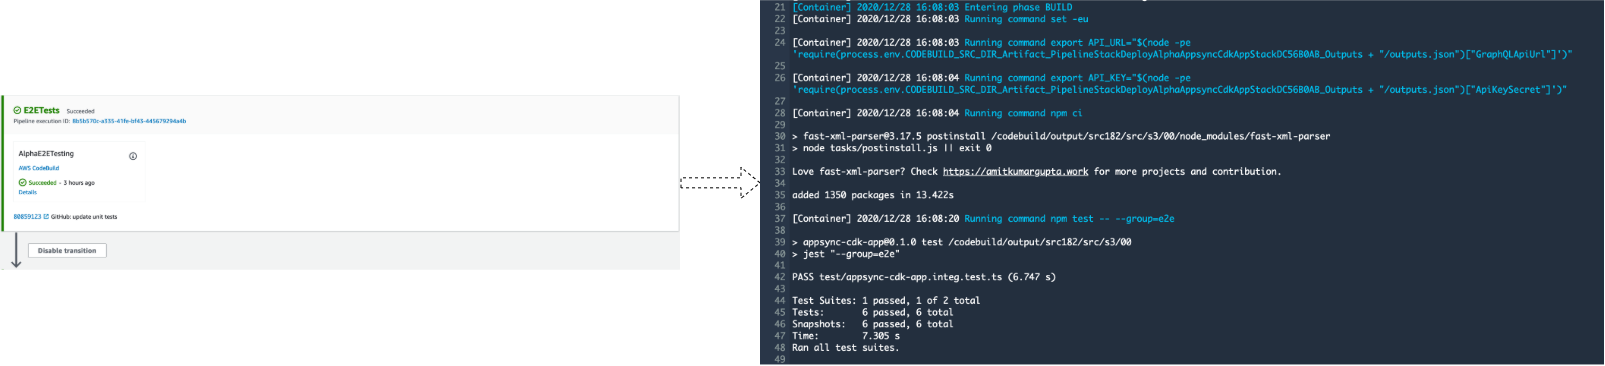 E2ETests Succeeded
Pipeline execution ID: 8b5b570c-a335-41fe-bf43-445679294a4b
AlphaE2ETesting
AWS CodeBuild
Succeeded - 3 hours ago
Details
B0859123 GitHub: update unit tests
Disable transition
21 [Container] 2020/12/28 16:08:03 Entering phase BUILD
22 [Container] 2020/12/28 16:08:03 Running command set -eu
23
24 [Container] 2020/12/28 16:08:03 Running command export API_URL="$(node -pe
'require(process.env.CODEBUILD_SRC_DIR_Artifact_PipelineStackDeployAlphaAppsyncCdkAppStackDC56B0AB_Outputs + "/outputs.json")["GraphQLApiUrl"]')"
25
26 [Container] 2020/12/28 16:08:04 Running command export API_KEY="$(node -pe
'require(process.env.CODEBUILD_SRC_DIR_Artifact_PipelineStackDeployAlphaAppsyncCdkAppStackDC56B0AB_Outputs + "/outputs.json")["ApiKeySecret"]')"
27
28 [Container] 2020/12/28 16:08:04 Running command npm ci
29
30 > fast-xml-parser@3.17.5 postinstall /codebuild/output/src182/src/s3/00/node_modules/fast-xml-parser
31 > node tasks/postinstall.js || exit 0
32
33 Love fast-xml-parser? Check https://amitkumargupta.work for more projects and contribution.
34
35 added 1350 packages in 13.422s
36
37 [Container] 2020/12/28 16:08:20 Running command npm test -- --group=e2e
38
39 > appsync-cdk-app@0.1.0 test /codebuild/output/src182/src/s3/00
40 > jest "--group=e2e"
41
42 PASS test/appsync-cdk-app.integ.test.ts (6.747 s)
43
44 Test Suites: 1 passed, 1 of 2 total
45 Tests: 6 passed, 6 total
46 Snapshots: 6 passed, 6 total
47 Time: 7.305 s
48 Ran all test suites.
49